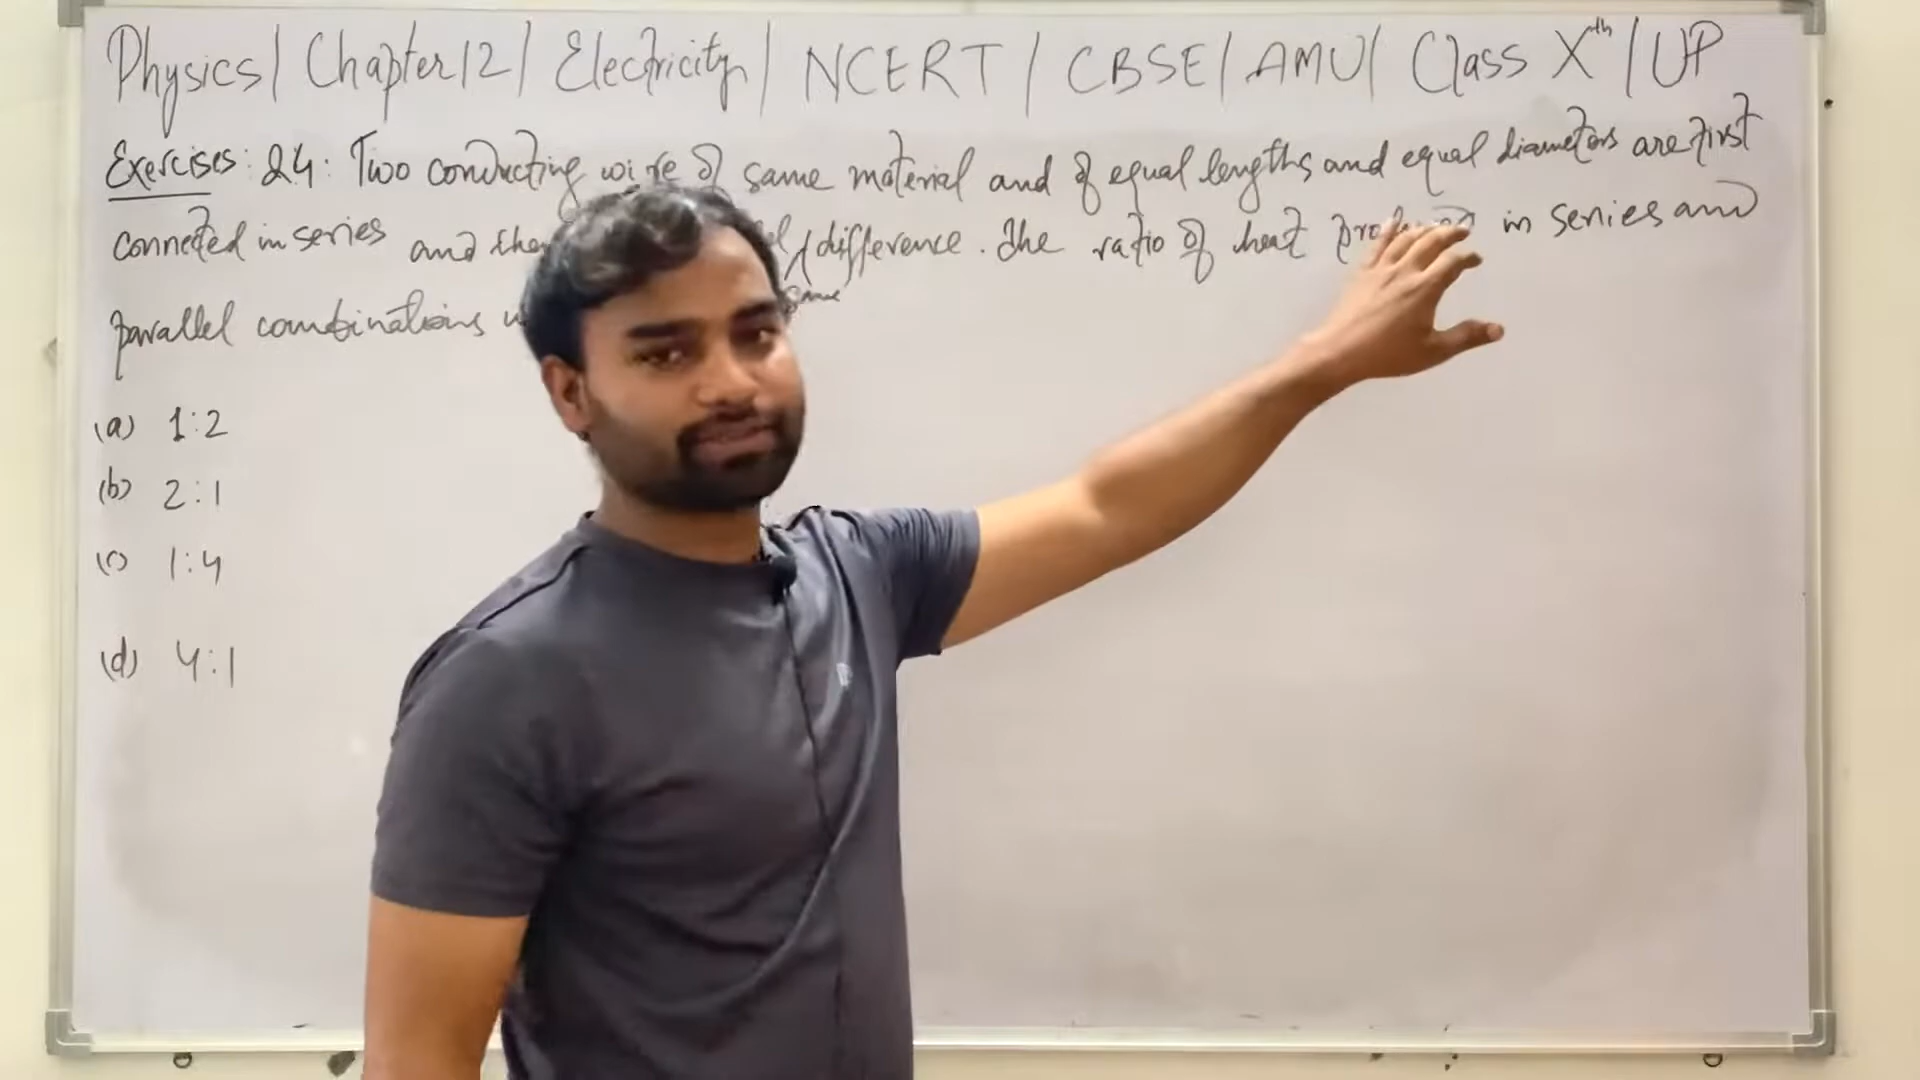 Physics / Chapter 12 / Electricity / NCERT / CBSE / AMU / Class Xth / UP
Exercises: 24: Two conducting wire of same material and of equal lengths and equal diameters are first
connected in series and difference. The ratio of heat in series and
same
parallel combinations
(a) 1:2
(b) 2:1
(c) 1:4
(d) 4:1